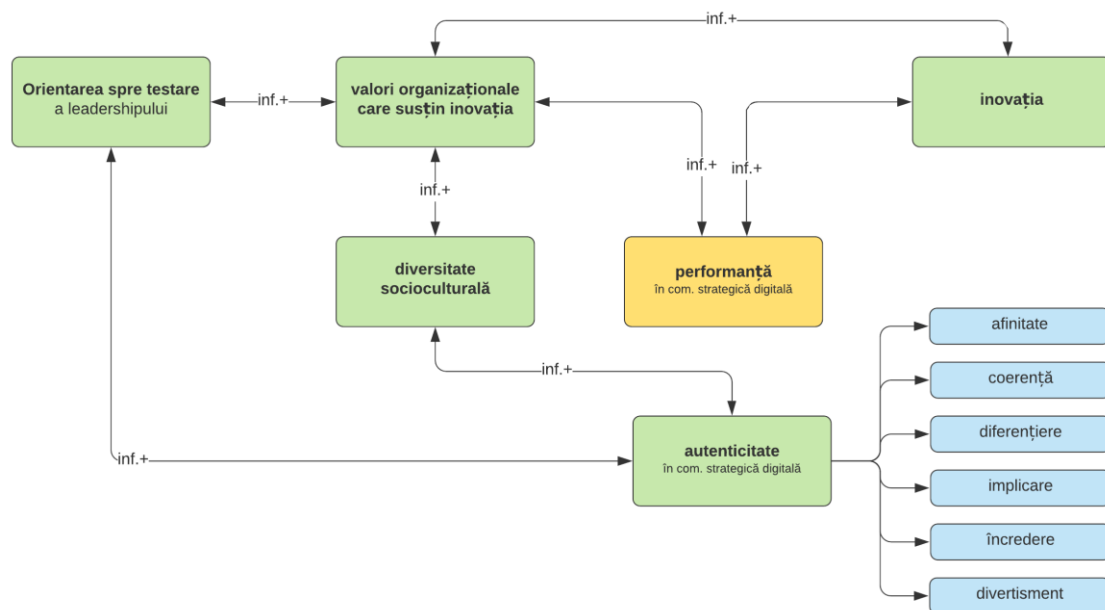 inf.+
Orientarea spre testare
a leadershipului
inf.+
valori organizaționale
care susțin inovația
inovația
inf.+
inf.+
inf.+
diversitate
socioculturală
performanță
în com. strategică digitală
afinitate
inf.+
coerență
autenticitate
în com. strategică digitală
diferențiere
inf.+
implicare
încredere
divertisment